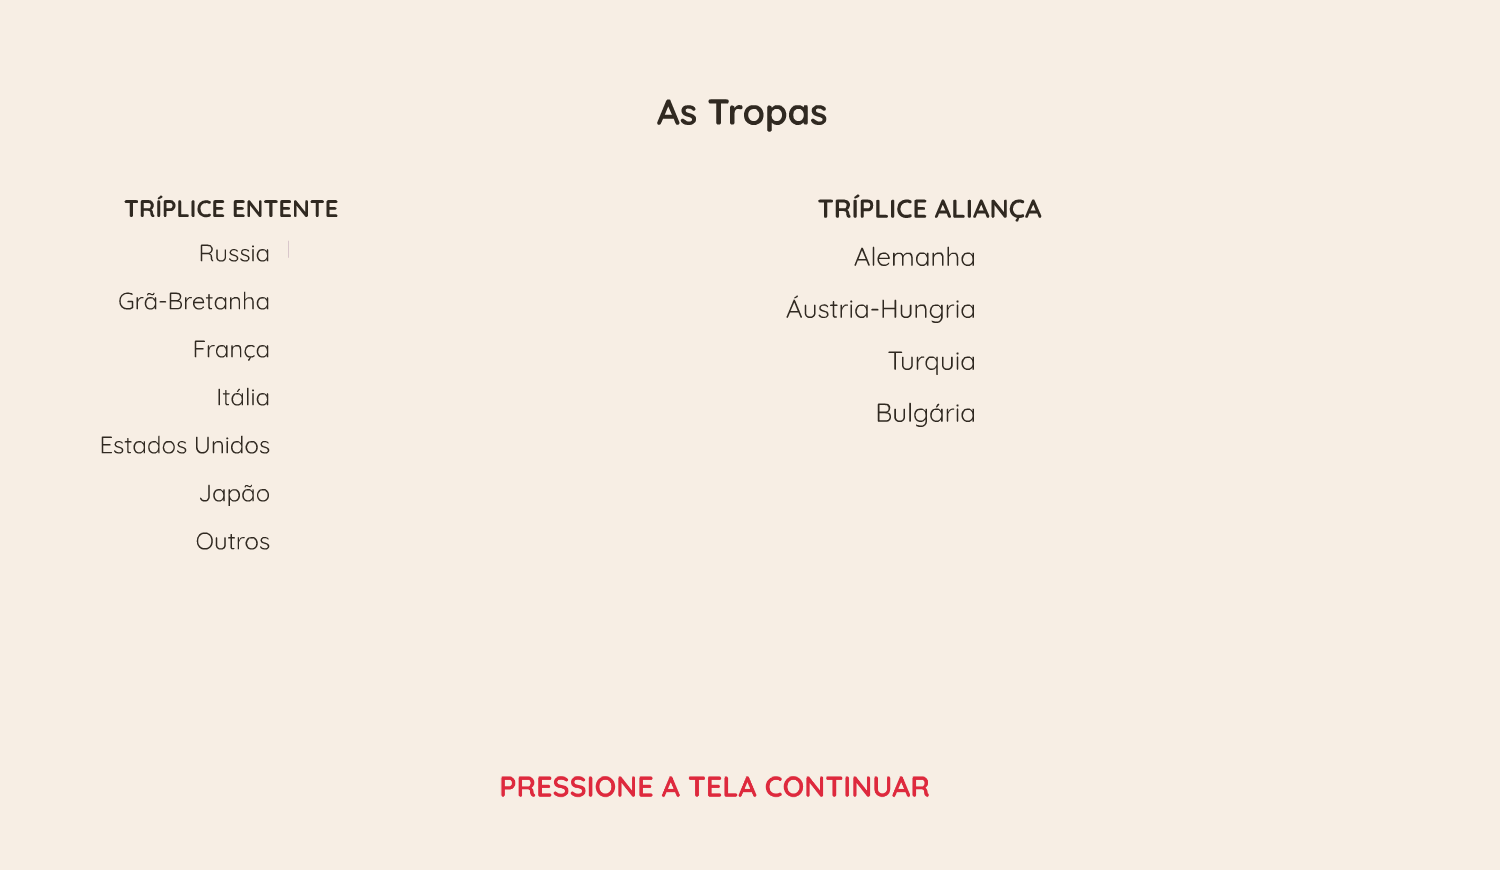 As Tropas
TRÍPLICE ENTENTE
Russia
Grã-Bretanha
França
Itália
Estados Unidos
Japão
Outros
TRÍPLICE ALIANÇA
Alemanha
Áustria-Hungria
Turquia
Bulgária
PRESSIONE A TELA CONTINUAR